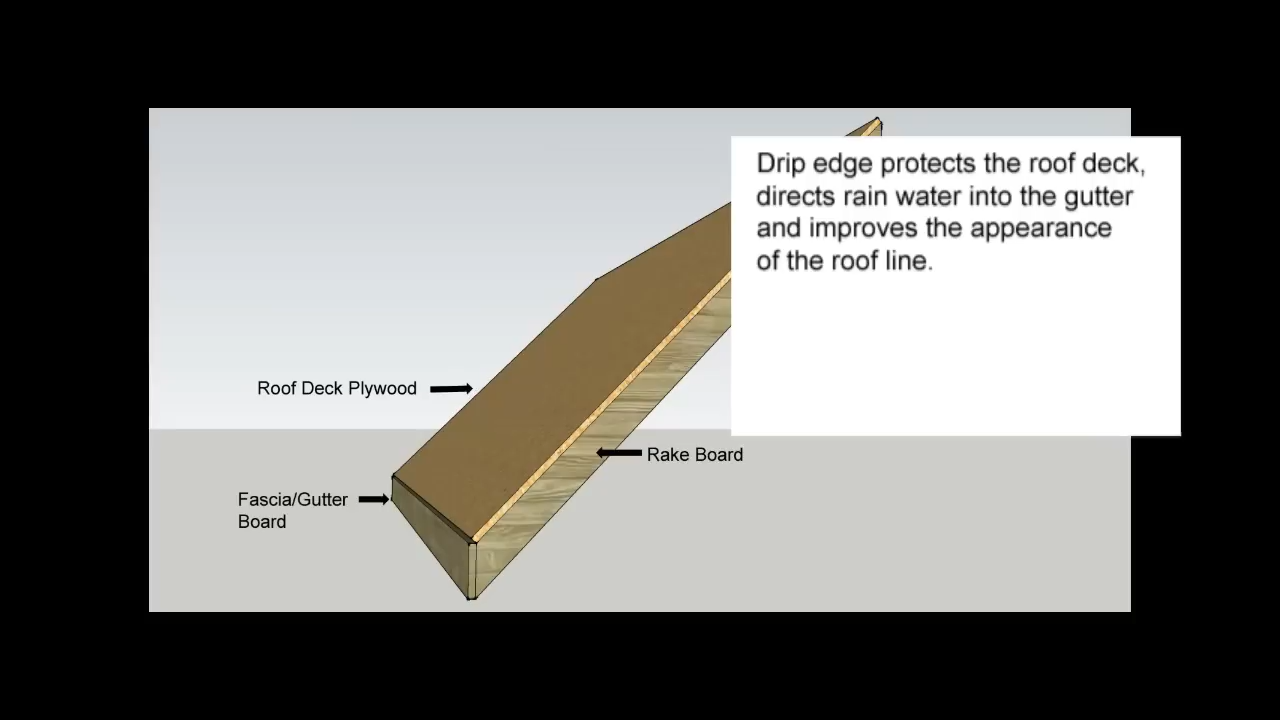 Drip edge protects the roof deck,
directs rain water into the gutter
and improves the appearance
of the roof line.
Roof Deck Plywood
Rake Board
Fascia/Gutter
Board